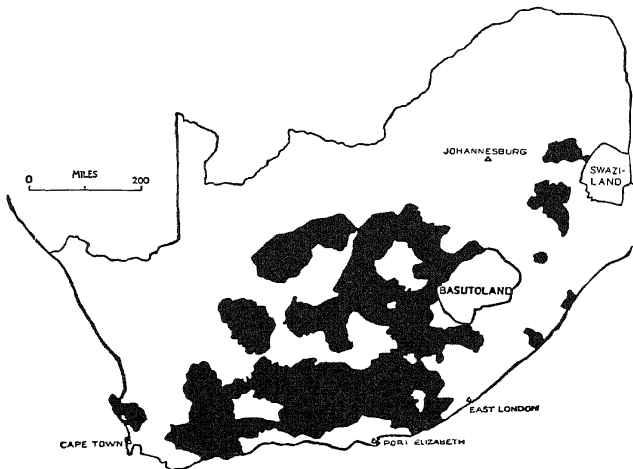 JOHANNESBURG
MILES
0 200
SWAZI-
LAND
BASUTOLAND
EAST LONDON
CAPE TOWN
PORT ELIZABETH